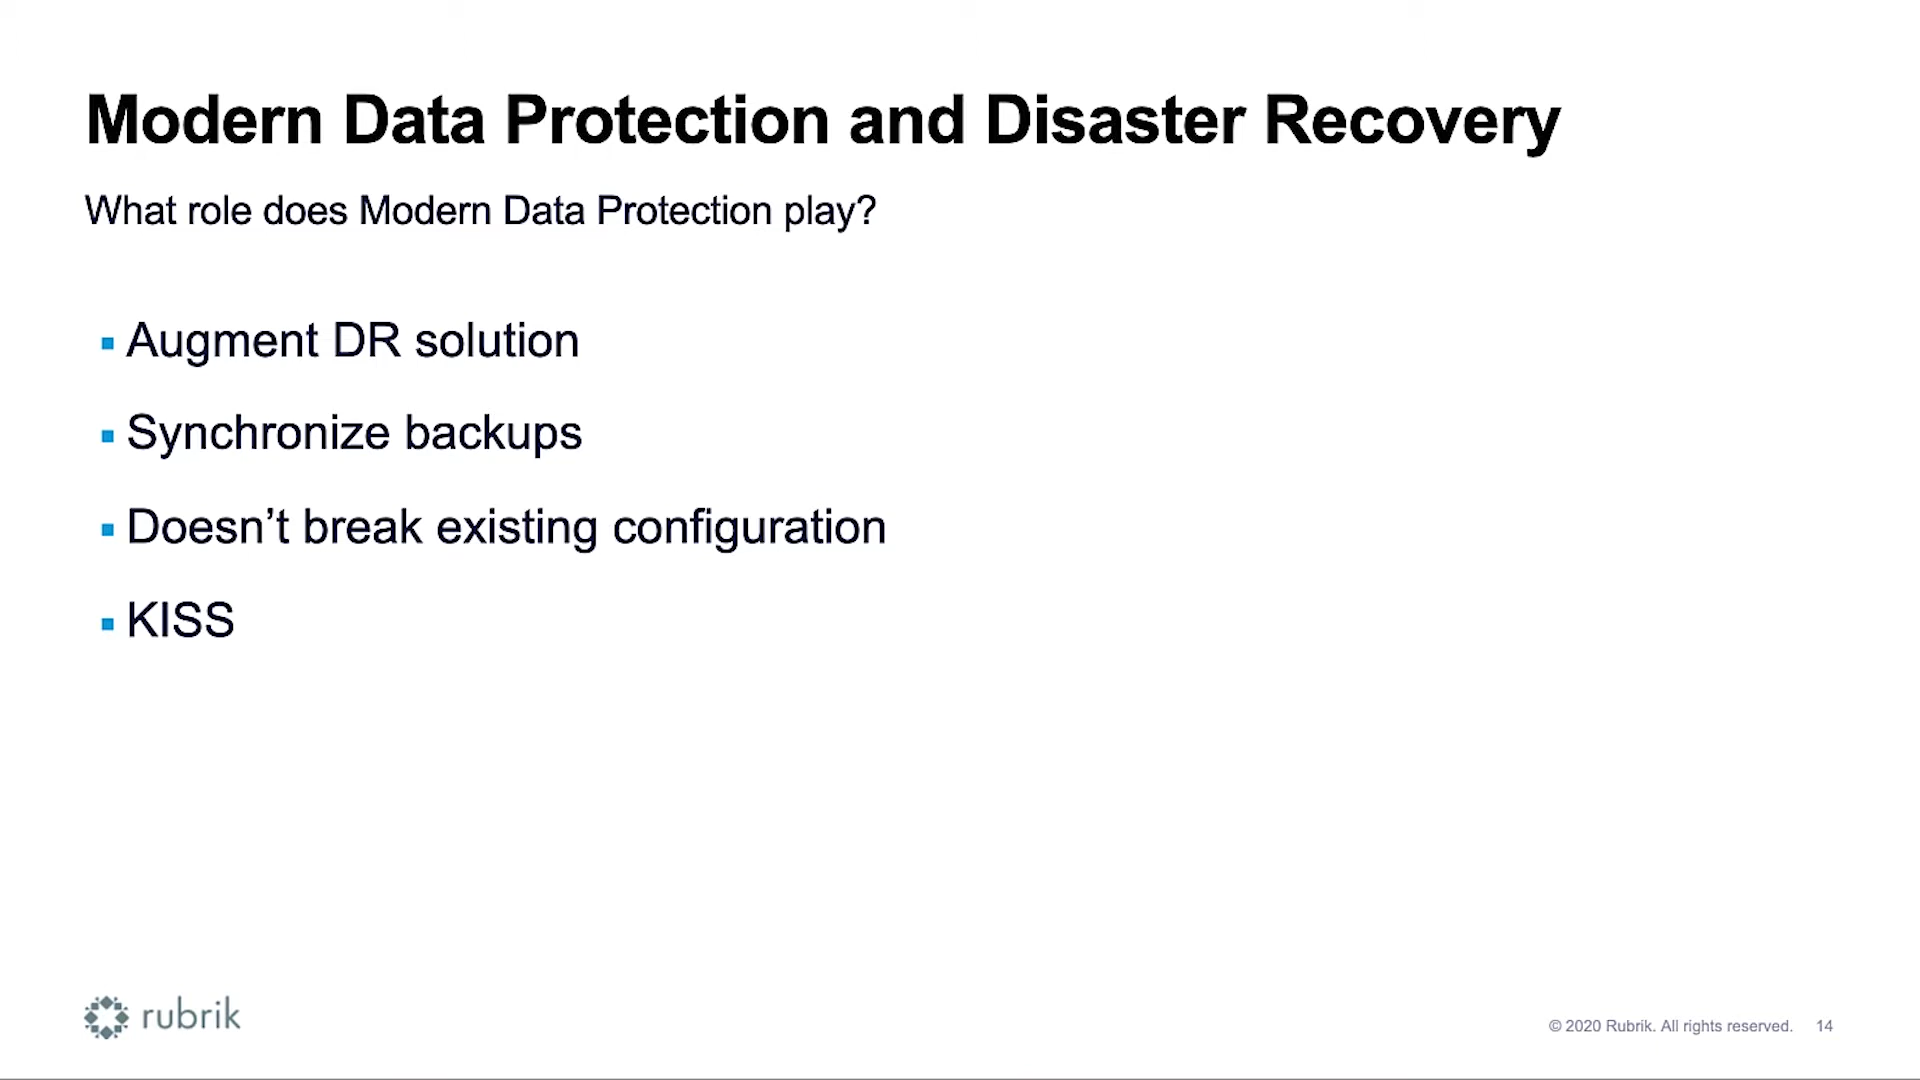 Modern Data Protection and Disaster Recovery
What role does Modern Data Protection play?
▪ Augment DR solution
▪ Synchronize backups
▪ Doesn’t break existing configuration
▪ KISS
rubrik
© 2020 Rubrik. All rights reserved. 14